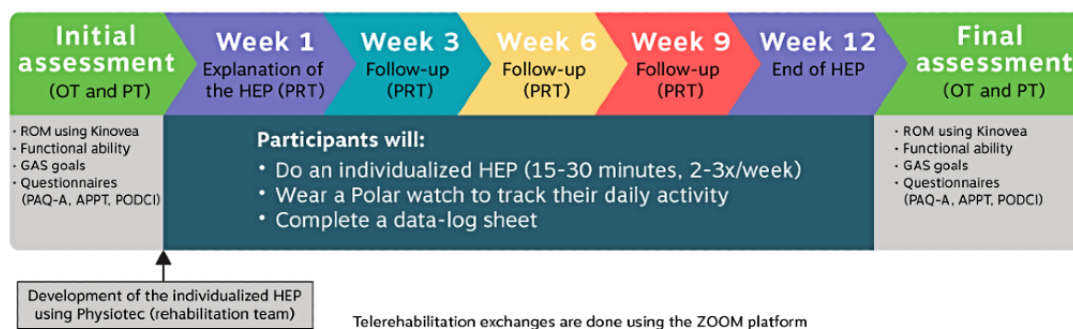 Initial
assessment
(OT and PT)
Week 1
Explanation of
the HEP (PRT)
Week 3
Follow-up
(PRT)
Week 6
Follow-up
(PRT)
Week 9
Follow-up
(PRT)
Week 12
End of HEP
Final
assessment
(OT and PT)
· ROM using Kinovea
· Functional ability
· GAS goals
· Questionnaires
(PAQ-A, APPT, PODCI)
Participants will:
• Do an individualized HEP (15-30 minutes, 2-3x/week)
• Wear a Polar watch to track their daily activity
• Complete a data-log sheet
· ROM using Kinovea
· Functional ability
· GAS goals
· Questionnaires
(PAQ-A, APPT, PODCI)
Development of the individualized HEP
using Physiotec (rehabilitation team)
Telerehabilitation exchanges are done using the ZOOM platform